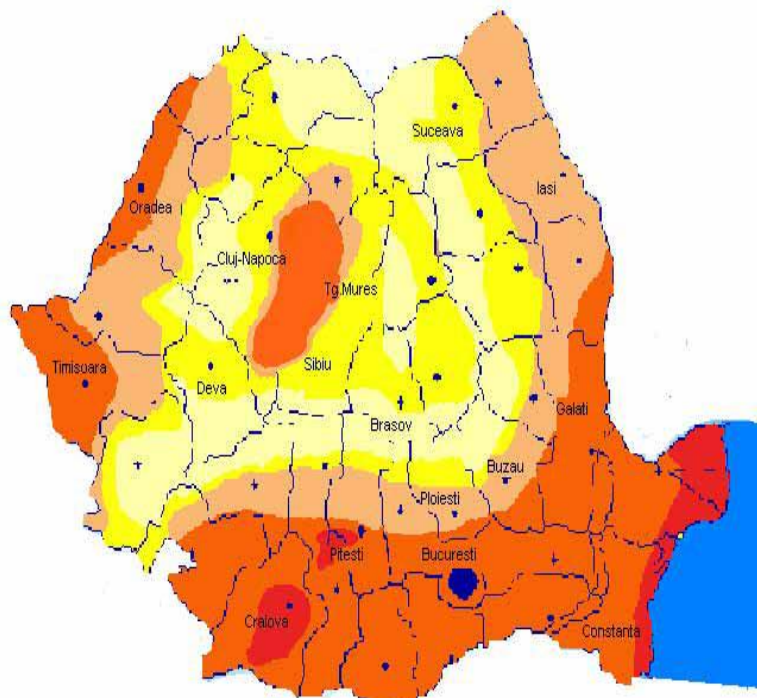 Suceava
Iasi
Oradea
Cluj-Napoca
Tg.Mures
Timisoara
Sibiu
Deva
Galati
Brasov
Buzau
Ploiesti
Pitesti
Bucuresti
Craiova
Constanta